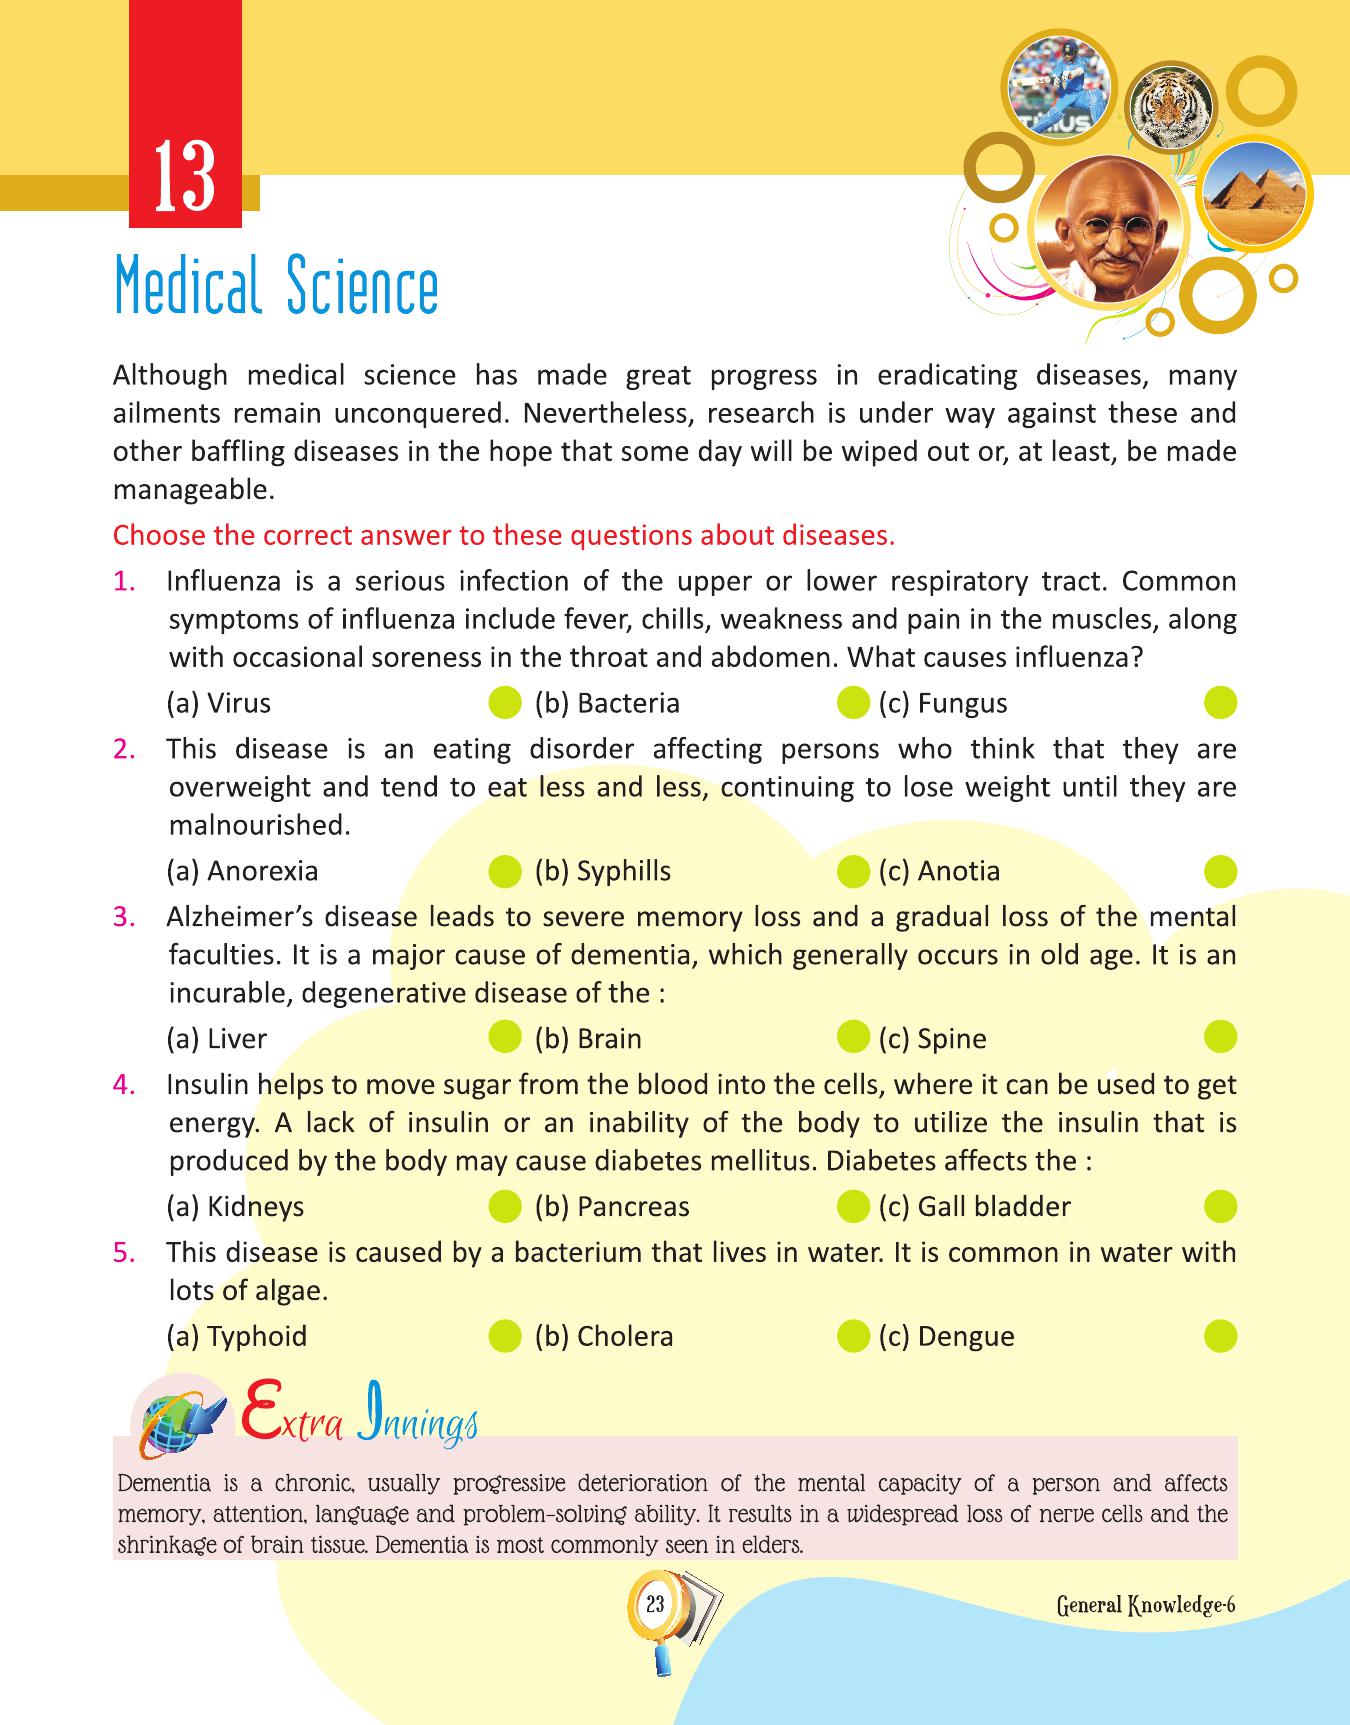 13
Medical Science
Although medical science has made great progress in eradicating diseases, many
ailments remain unconquered. Nevertheless, research is under way against these and
other baffling diseases in the hope that some day will be wiped out or, at least, be made
manageable.
Choose the correct answer to these questions about diseases.
1. Influenza is a serious infection of the upper or lower respiratory tract. Common
symptoms of influenza include fever, chills, weakness and pain in the muscles, along
with occasional soreness in the throat and abdomen. What causes influenza?
(a) Virus (b) Bacteria (c) Fungus
2. This disease is an eating disorder affecting persons who think that they are
overweight and tend to eat less and less, continuing to lose weight until they are
malnourished.
(a) Anorexia (b) Syphills (c) Anotia
3. Alzheimer's disease leads to severe memory loss and a gradual loss of the mental
faculties. It is a major cause of dementia, which generally occurs in old age. It is an
incurable, degenerative disease of the :
(a) Liver (b) Brain (c) Spine
4. Insulin helps to move sugar from the blood into the cells, where it can be used to get
energy. A lack of insulin or an inability of the body to utilize the insulin that is
produced by the body may cause diabetes mellitus. Diabetes affects the :
(a) Kidneys (b) Pancreas (c) Gall bladder
5. This disease is caused by a bacterium that lives in water. It is common in water with
lots of algae.
(a) Typhoid (b) Cholera (c) Dengue
Extra Innings
Dementia is a chronic, usually progressive deterioration of the mental capacity of a person and affects
memory, attention, language and problem-solving ability. It results in a widespread loss of nerve cells and the
shrinkage of brain tissue. Dementia is most commonly seen in elders.
23
General Knowledge-6